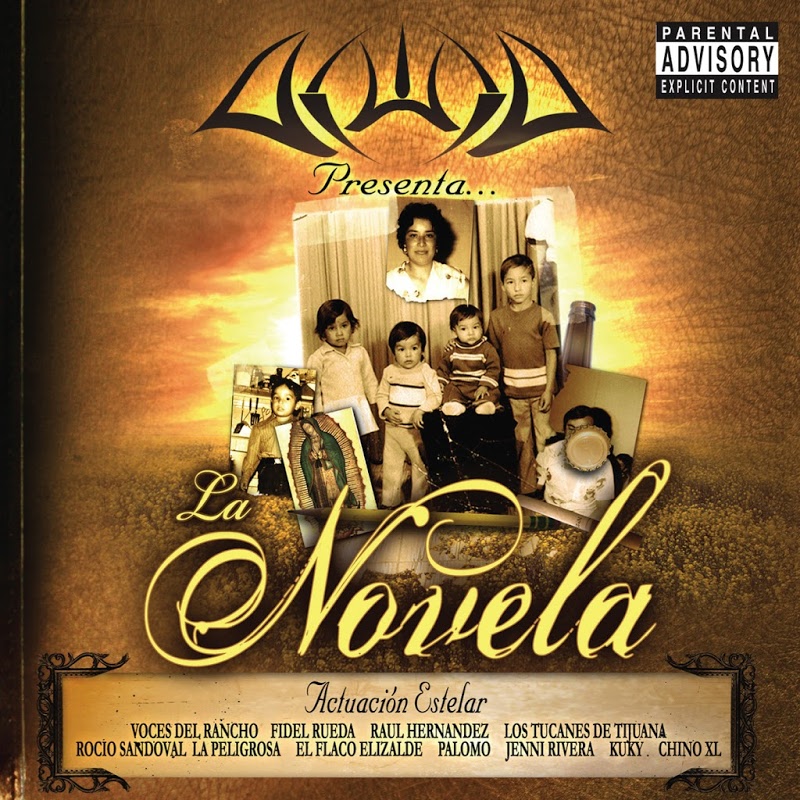 PARENTAL
ADVISORY
EXPLICIT CONTENT
Presenta...
La
Novela
Actuación Estelar
VOCES DEL RANCHO FIDEL RUEDA RAUL HERNANDEZ LOS TUCANES DE TIJUANA
ROCÍO SANDOVAL LA PELIGROSA EL FLACO ELIZALDE PALOMO JENNI RIVERA KUKY CHINO XL